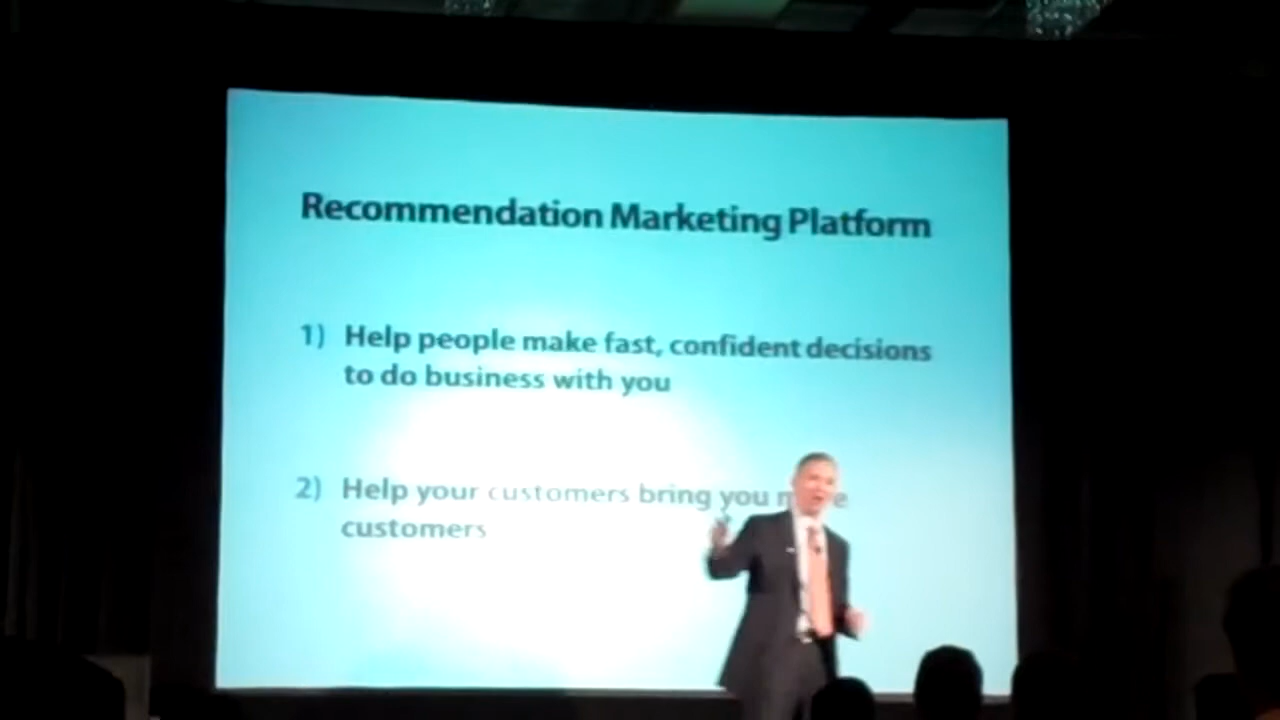 Recommendation Marketing Platform
1) Help people make fast, confident decisions
to do business with you
2) Help your customers bring you
customers